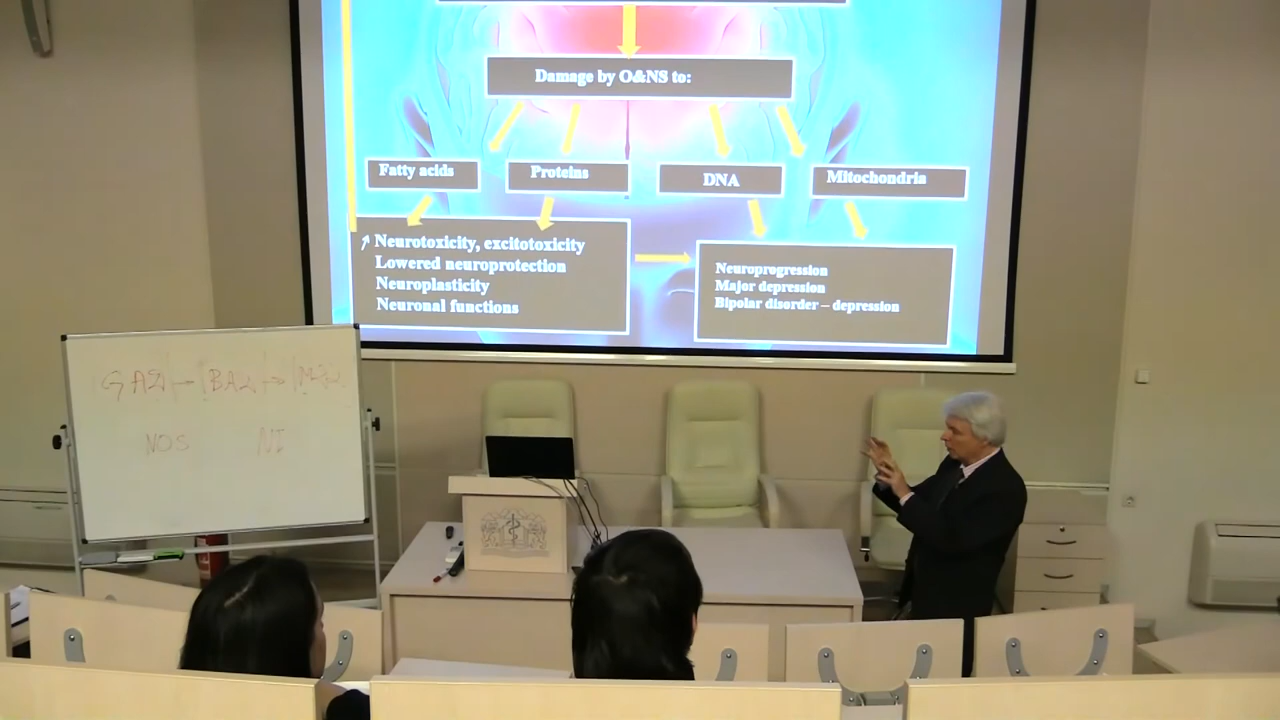 Damage by O&NS to:
Fatty acids
Proteins
DNA
Mitochondria
↗ Neurotoxicity, excitotoxicity
Lowered neuroprotection
Neuroplasticity
Neuronal functions
Neuroprogression
Major depression
Bipolar disorder – depression
NOS